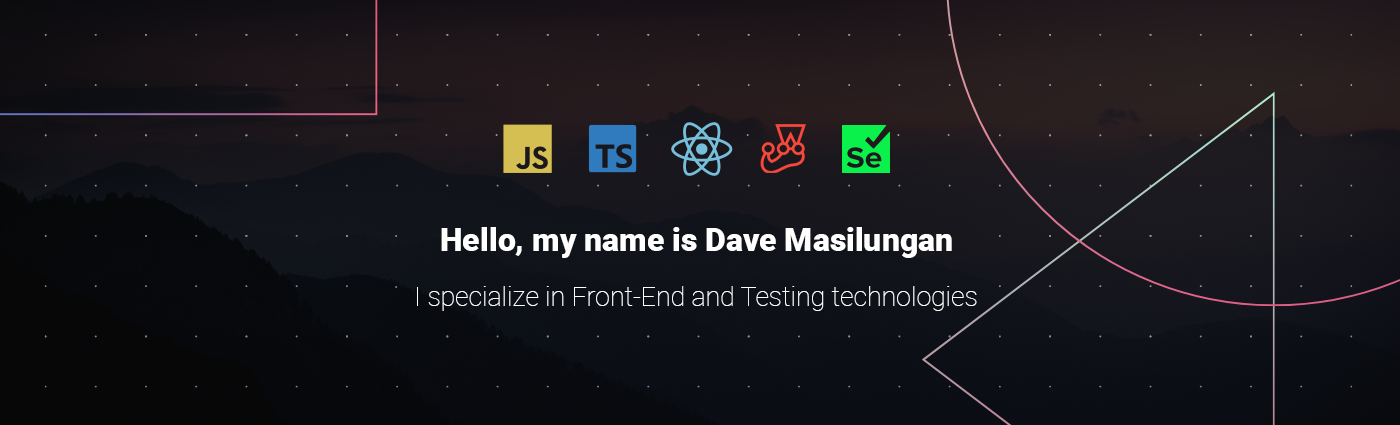 JS TS Se
Hello, my name is Dave Masilungan
I specialize in Front-End and Testing technologies